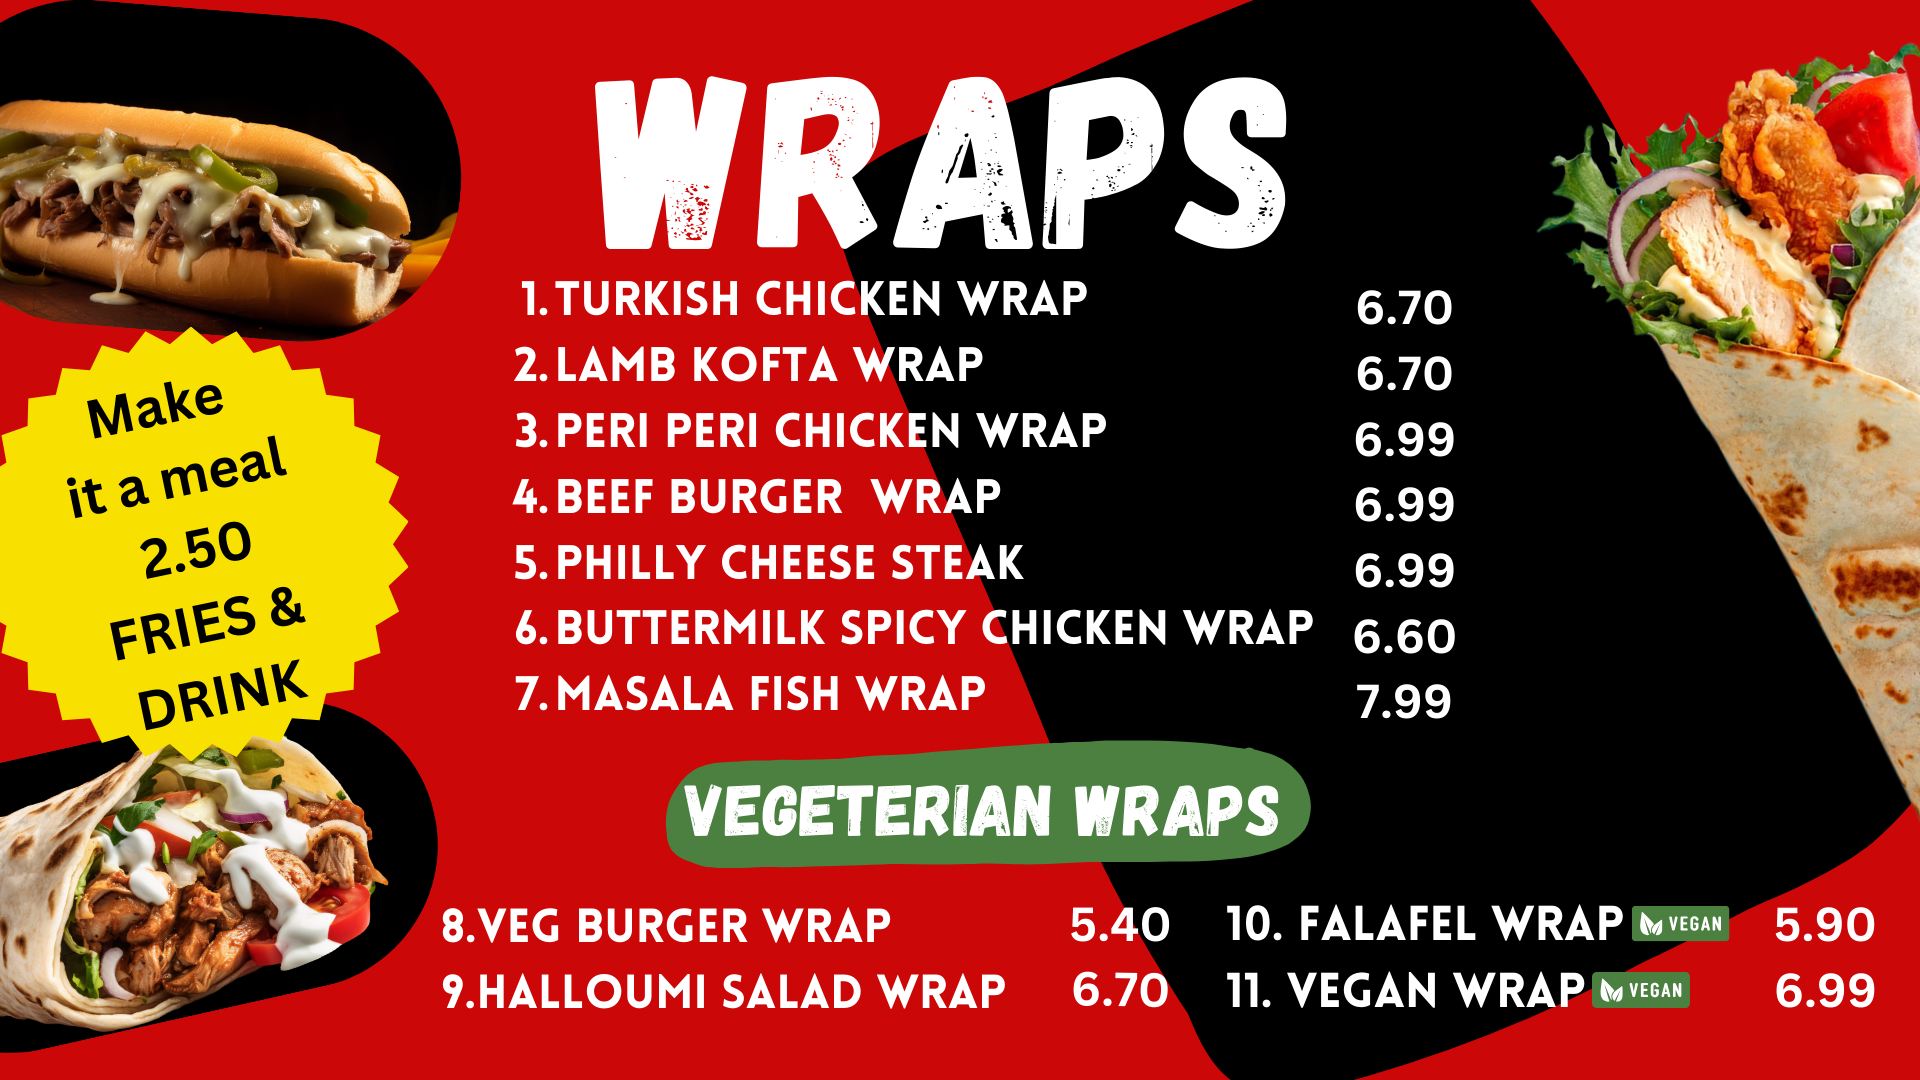 WRAPS
1. TURKISH CHICKEN WRAP 6.70
2. LAMB KOFTA WRAP 6.70
3. PERI PERI CHICKEN WRAP 6.99
4. BEEF BURGER WRAP 6.99
5. PHILLY CHEESE STEAK 6.99
6. BUTTERMILK SPICY CHICKEN WRAP 6.60
7. MASALA FISH WRAP 7.99
Make
it a meal
2.50
FRIES &
DRINK
VEGETERIAN WRAPS
8.VEG BURGER WRAP 5.40
9.HALLOUMI SALAD WRAP 6.70
10. FALAFEL WRAP VEGAN 5.90
11. VEGAN WRAP VEGAN 6.99